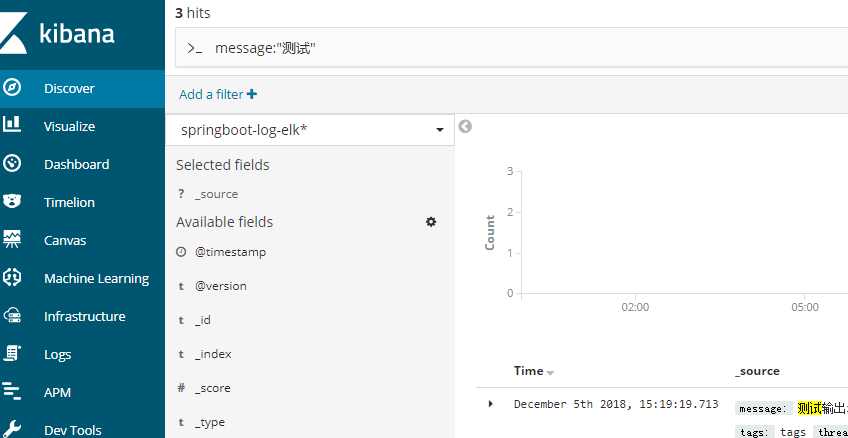 3 hits
kibana
>_ message:"测试"
Discover
Add a filter +
Visualize
springboot-log-elk*
Dashboard
Selected fields
? _source
Timelion
Available fields
Canvas
@timestamp
Machine Learning
t @version
Infrastructure
t _id
Logs
t _index
APM
# _score
Dev Tools
t _type
Count
3
2
1
0
02:00 05:00
Time _source
December 5th 2018, 15:19:19.713 message: 测试输出
tags: tags threa